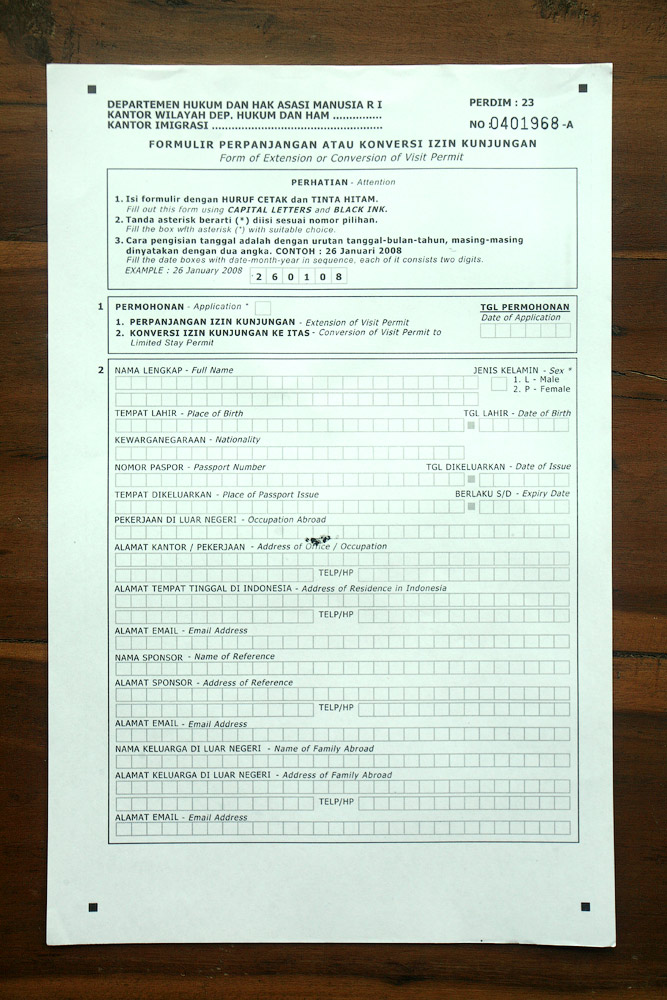 DEPARTEMEN HUKUM DAN HAK ASASI MANUSIA R I
KANTOR WILAYAH DEP. HUKUM DAN HAM ..............
KANTOR IMIGRASI ................................................
PERDIM : 23
NO :0401968 -A
FORMULIR PERPANJANGAN ATAU KONVERSI IZIN KUNJUNGAN
Form of Extension or Conversion of Visit Permit
PERHATIAN - Attention
1. Isi formulir dengan HURUF CETAK dan TINTA HITAM.
Fill out this form using CAPITAL LETTERS and BLACK INK.
2. Tanda asterisk berarti (*) diisi sesuai nomor pilihan.
Fill the box with asterisk (*) with suitable choice.
3. Cara pengisian tanggal adalah dengan urutan tanggal-bulan-tahun, masing-masing
dinyatakan dengan dua angka. CONTOH : 26 Januari 2008
Fill the date boxes with date-month-year in sequence, each of it consists two digits.
EXAMPLE : 26 January 2008 2 6 0 1 0 8
1 PERMOHONAN - Application *
TGL PERMOHONAN
Date of Application
1. PERPANJANGAN IZIN KUNJUNGAN - Extension of Visit Permit
2. KONVERSI IZIN KUNJUNGAN KE ITAS - Conversion of Visit Permit to
Limited Stay Permit
2 NAMA LENGKAP - Full Name
JENIS KELAMIN - Sex *
1. L - Male
2. P - Female
TEMPAT LAHIR - Place of Birth TGL LAHIR - Date of Birth
KEWARGANEGARAAN - Nationality
NOMOR PASPOR - Passport Number TGL DIKELUARKAN - Date of Issue
TEMPAT DIKELUARKAN - Place of Passport Issue BERLAKU S/D - Expiry Date
PEKERJAAN DI LUAR NEGERI - Occupation Abroad
ALAMAT KANTOR / PEKERJAAN - Address of Office / Occupation
TELP/HP
ALAMAT TEMPAT TINGGAL DI INDONESIA - Address of Residence in Indonesia
TELP/HP
ALAMAT EMAIL - Email Address
NAMA SPONSOR - Name of Reference
ALAMAT SPONSOR - Address of Reference
TELP/HP
ALAMAT EMAIL - Email Address
NAMA KELUARGA DI LUAR NEGERI - Name of Family Abroad
ALAMAT KELUARGA DI LUAR NEGERI - Address of Family Abroad
TELP/HP
ALAMAT EMAIL - Email Address